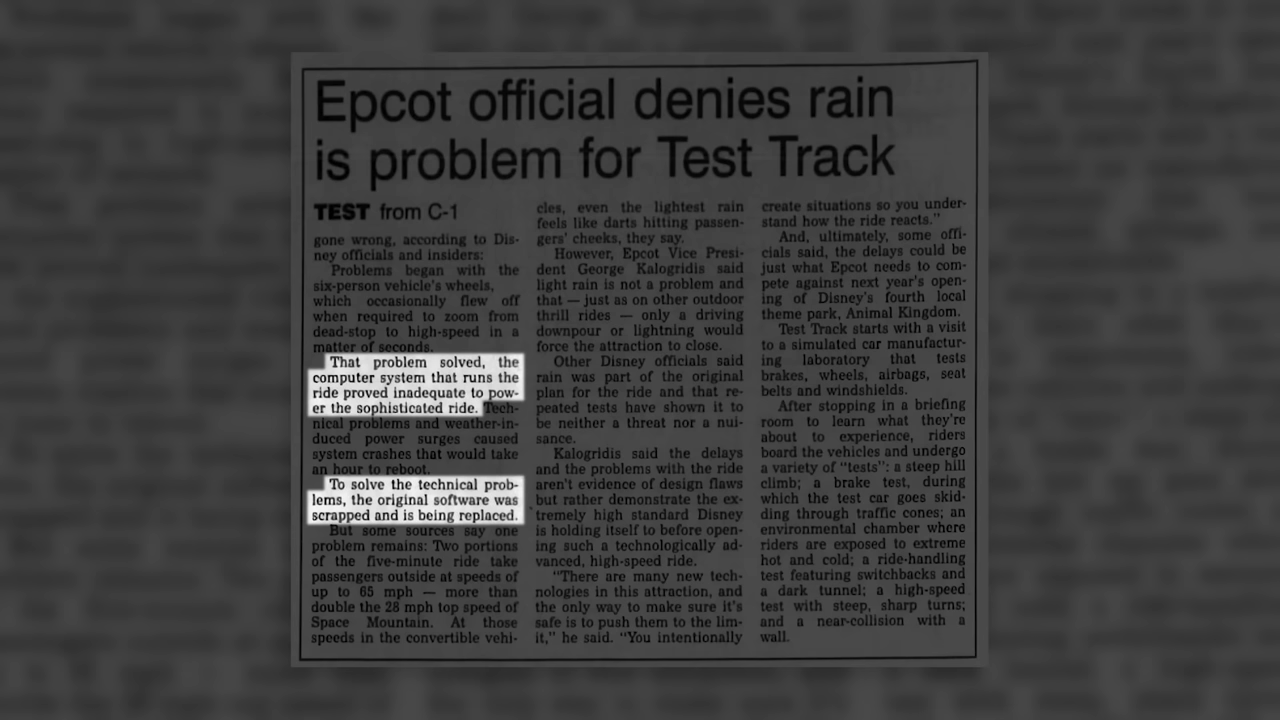 Epcot official denies rain
is problem for Test Track
TEST from C-1
gone wrong, according to Dis-
ney officials and insiders:
Problems began with the
six-person vehicle's wheels,
which occasionally flew off
when required to zoom from
dead-stop to high-speed in a
matter of seconds.
That problem solved, the
computer system that runs the
ride proved inadequate to pow-
er the sophisticated ride. Tech-
nical problems and weather-in-
duced power surges caused
system crashes that would take
an hour to reboot.
To solve the technical prob-
lems, the original software was
scrapped and is being replaced.
But some sources say one
problem remains: Two portions
of the five-minute ride take
passengers outside at speeds of
up to 65 mph — more than
double the 28 mph top speed of
Space Mountain. At those
speeds in the convertible vehi-
cles, even the lightest rain
feels like darts hitting passen-
gers' cheeks, they say.
However, Epcot Vice Presi-
dent George Kalogridis said
light rain is not a problem and
that — just as on other outdoor
thrill rides — only a driving
downpour or lightning would
force the attraction to close.
Other Disney officials said
rain was part of the original
plan for the ride and that re-
peated tests have shown it to
be neither a threat nor a nui-
sance.
Kalogridis said the delays
and the problems with the ride
aren't evidence of design flaws
but rather demonstrate the ex-
tremely high standard Disney
is holding itself to before open-
ing such a technologically ad-
vanced, high-speed ride.
"There are many new tech-
nologies in this attraction, and
the only way to make sure it's
safe is to push them to the lim-
it," he said. "You intentionally
create situations so you under-
stand how the ride reacts."
And, ultimately, some offi-
cials said, the delays could be
just what Epcot needs to com-
pete against next year's open-
ing of Disney's fourth local
theme park, Animal Kingdom.
Test Track starts with a visit
to a simulated car manufactur-
ing laboratory that tests
brakes, wheels, airbags, seat
belts and windshields.
After stopping in a briefing
room to learn what they're
about to experience, riders
board the vehicles and undergo
a variety of "tests": a steep hill
climb; a brake test, during
which the test car goes skid-
ding through traffic cones; an
environmental chamber where
riders are exposed to extreme
hot and cold; a ride-handling
test featuring switchbacks and
a dark tunnel; a high-speed
test with steep, sharp turns;
and a near-collision with a
wall.